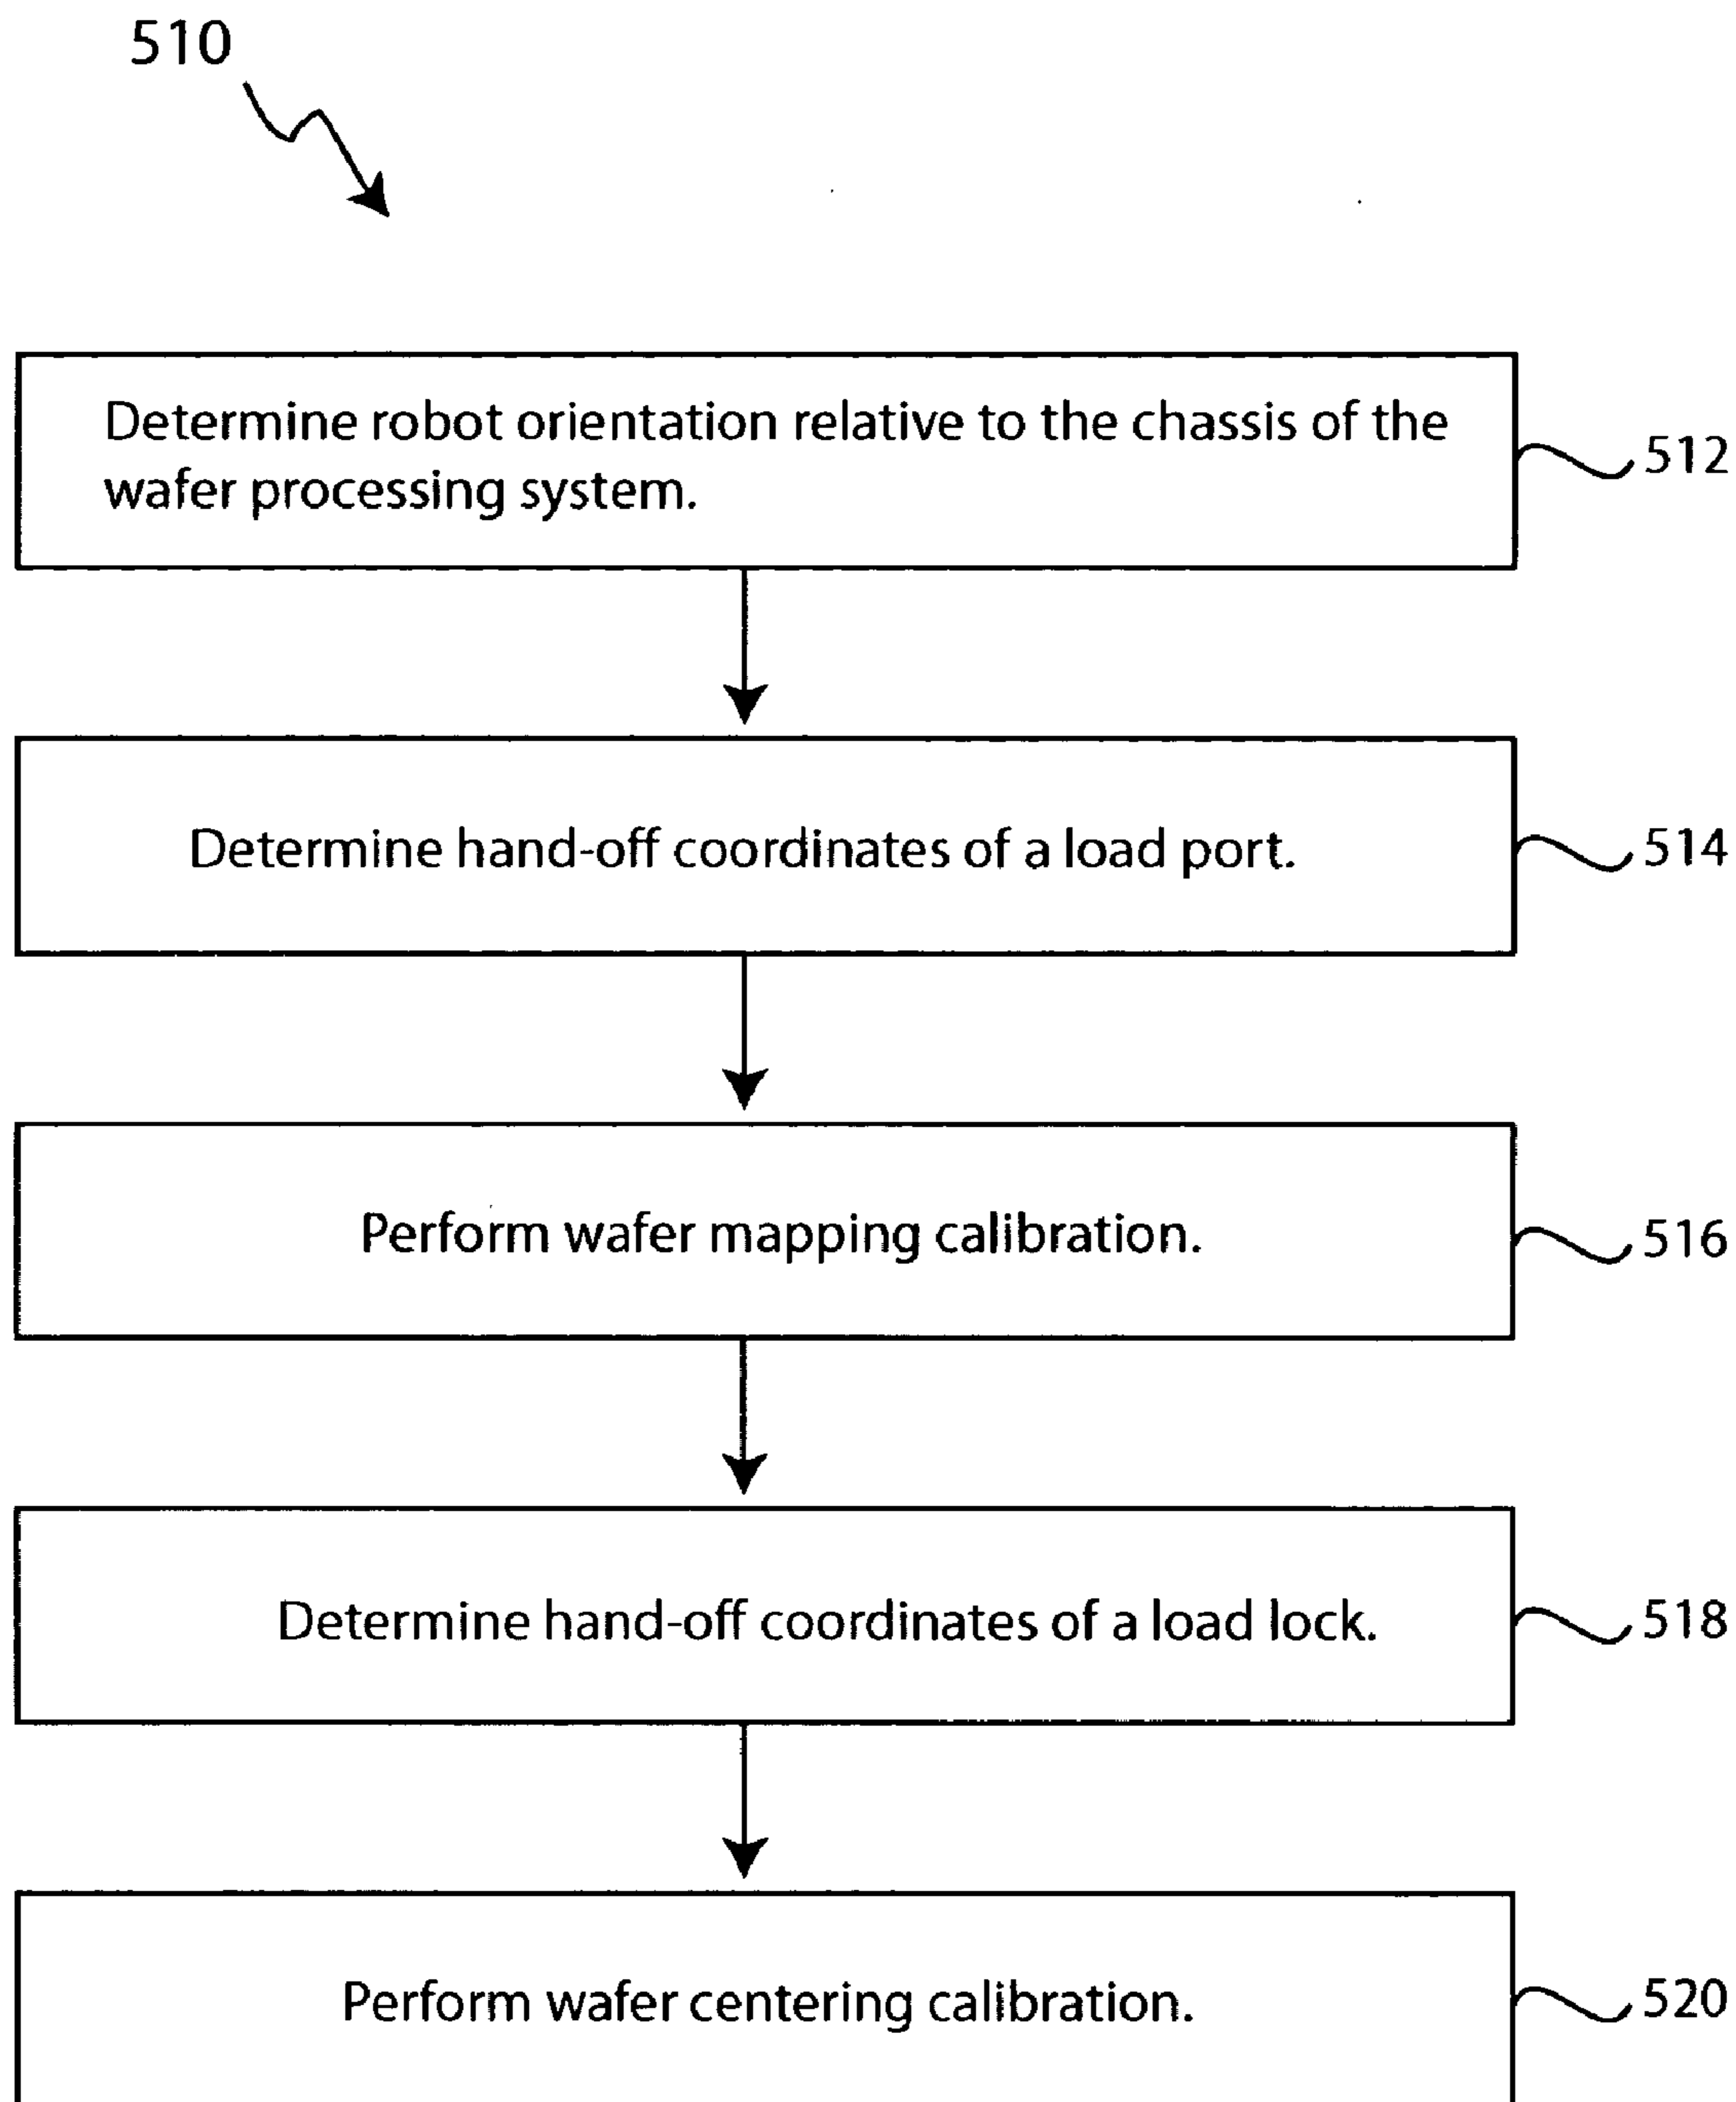 510
Determine robot orientation relative to the chassis of the
wafer processing system.
512
Determine hand-off coordinates of a load port.
514
Perform wafer mapping calibration.
516
Determine hand-off coordinates of a load lock.
518
Perform wafer centering calibration.
520